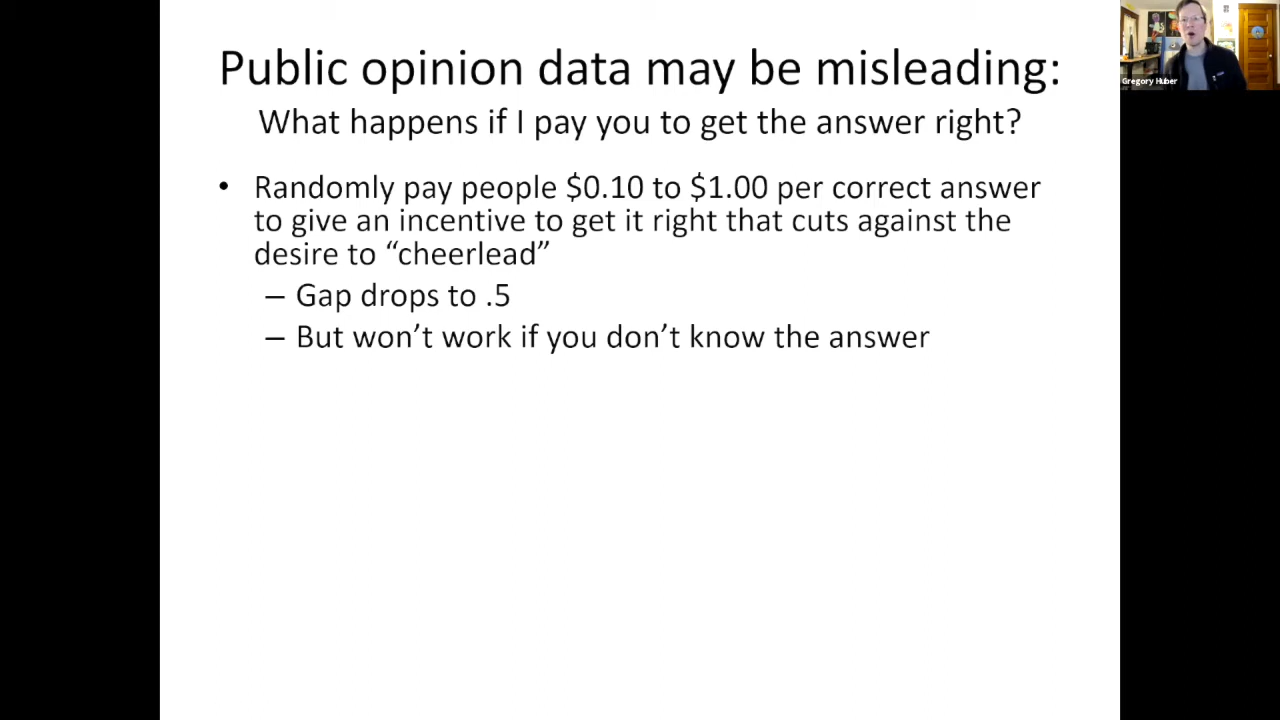 Public opinion data may be misleading:
What happens if I pay you to get the answer right?
• Randomly pay people $0.10 to $1.00 per correct answer
to give an incentive to get it right that cuts against the
desire to “cheerlead”
– Gap drops to .5
– But won’t work if you don’t know the answer
Gregory Huber